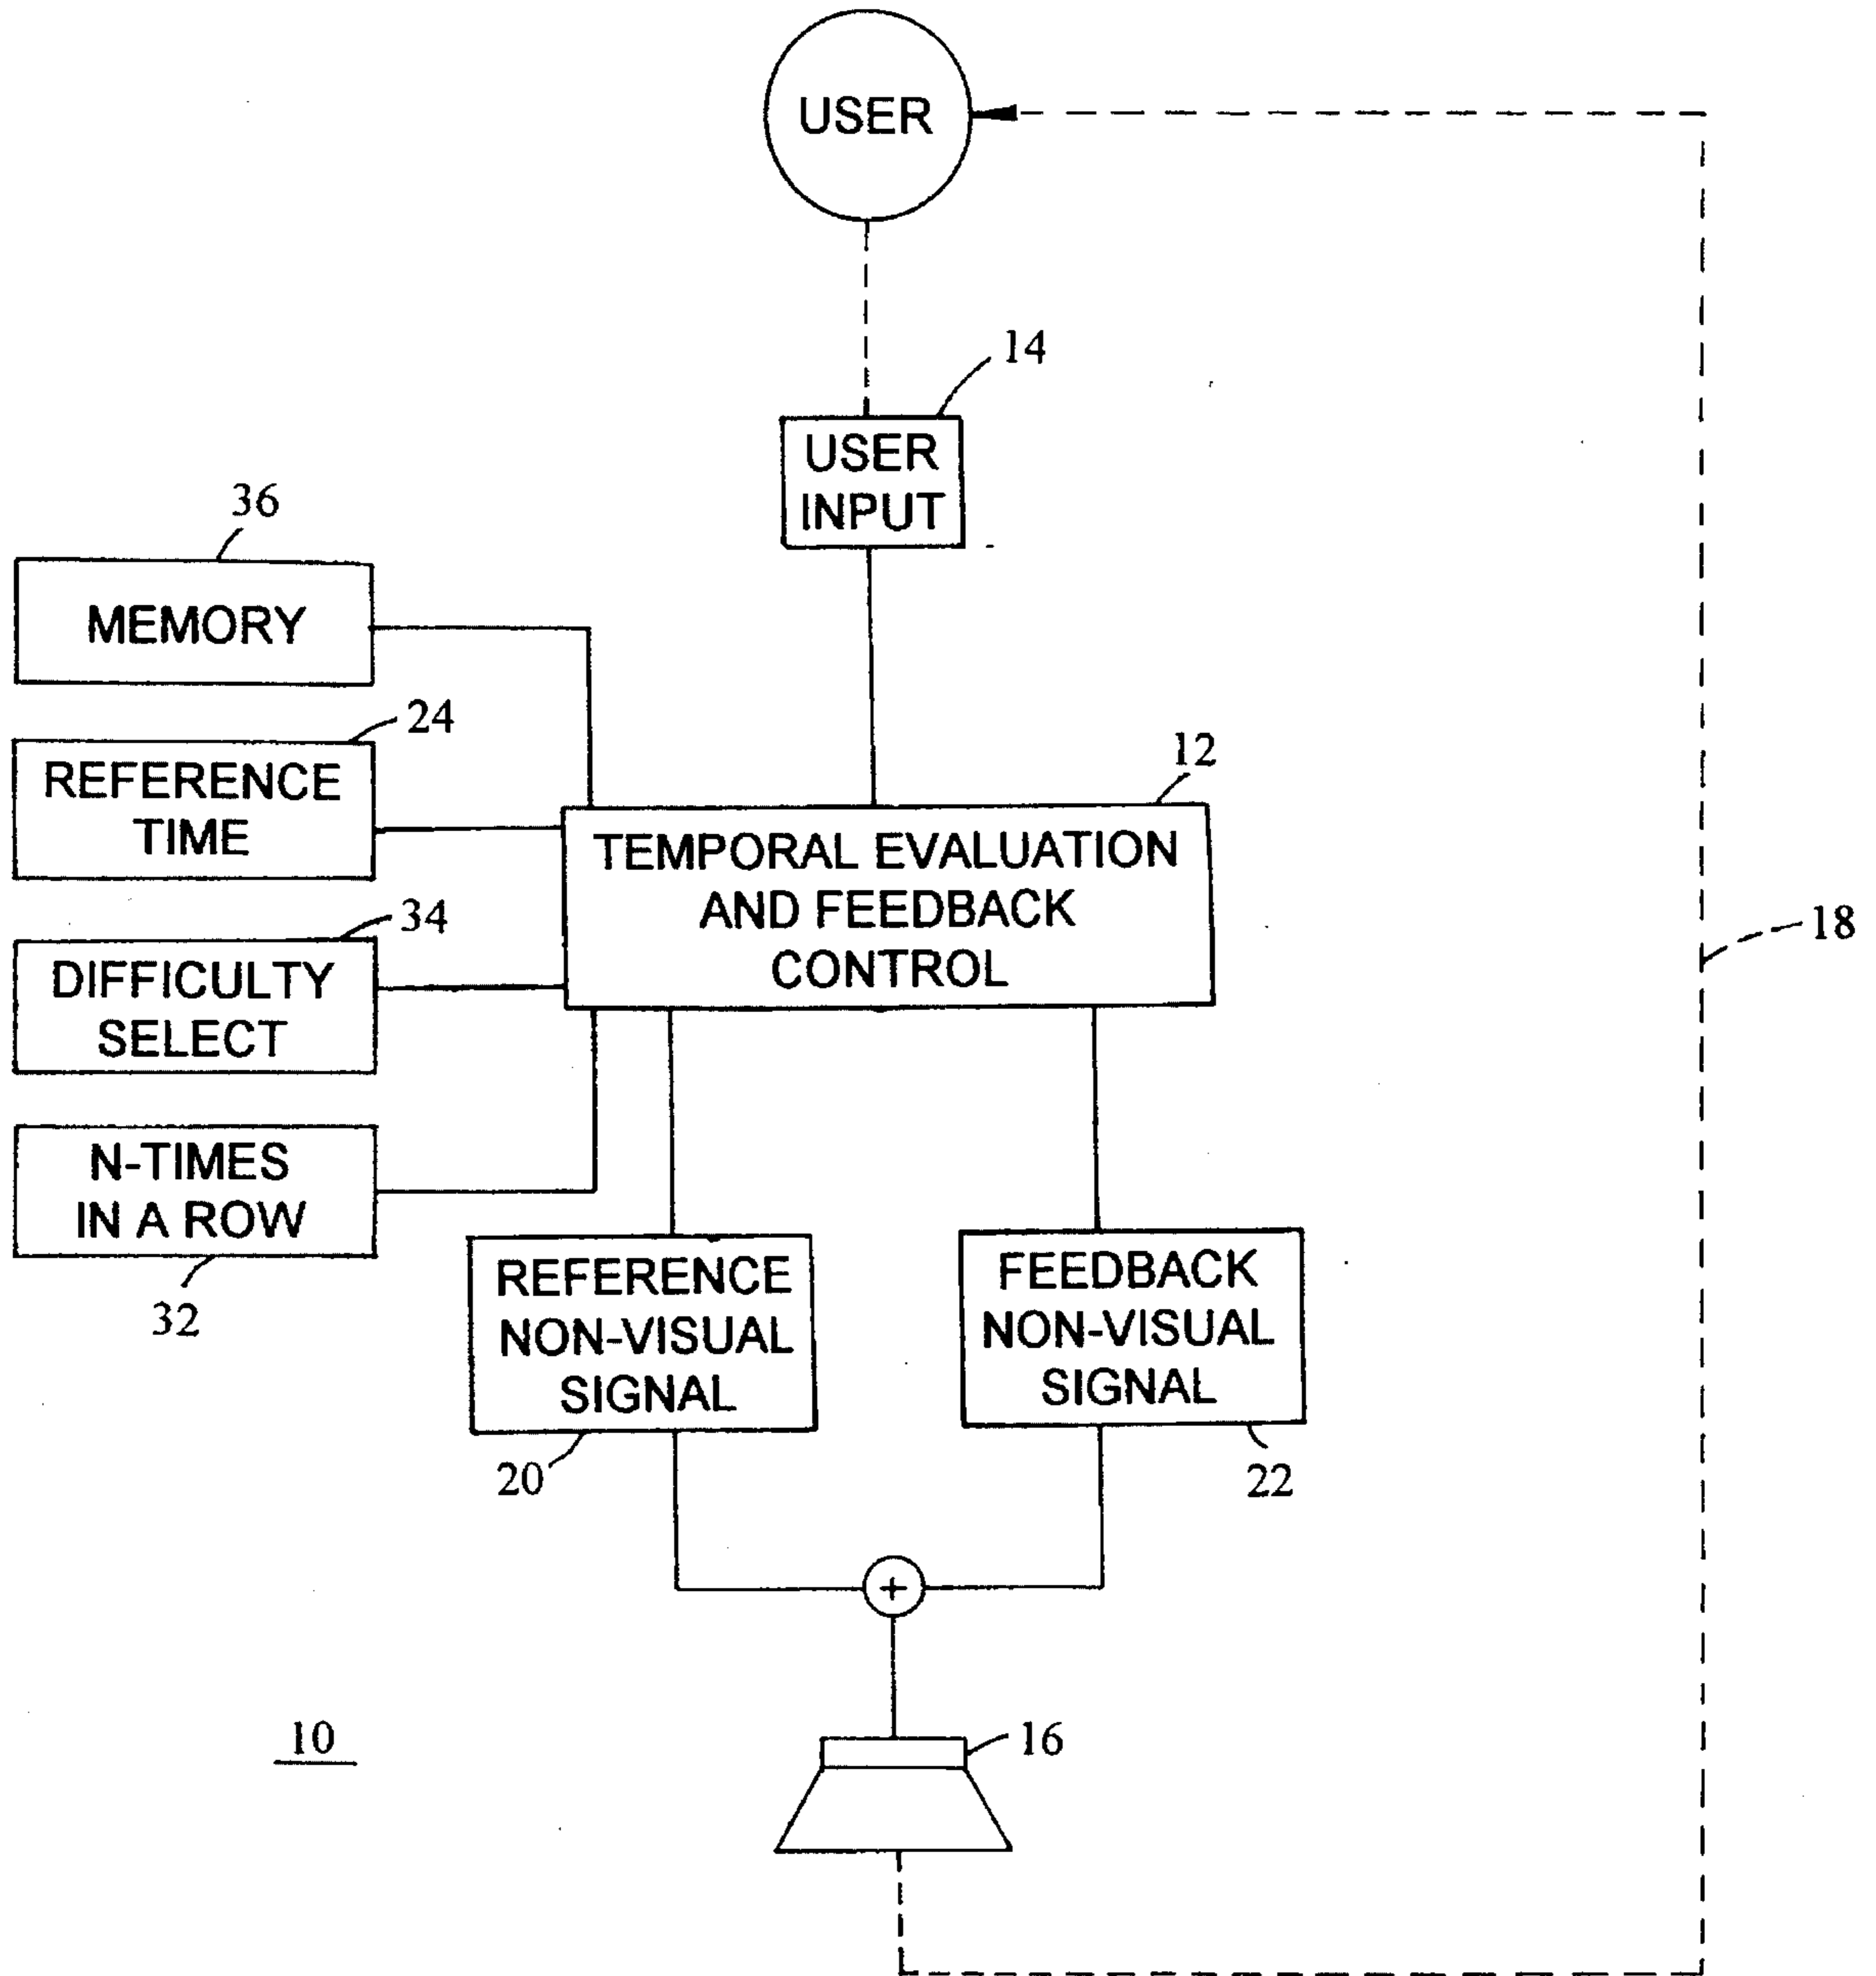 USER
14
USER
INPUT
36
MEMORY
24
REFERENCE
TIME
12
TEMPORAL EVALUATION
AND FEEDBACK
CONTROL
18
34
DIFFICULTY
SELECT
N-TIMES
IN A ROW
32
REFERENCE
NON-VISUAL
SIGNAL
20
FEEDBACK
NON-VISUAL
SIGNAL
22
+
16
10